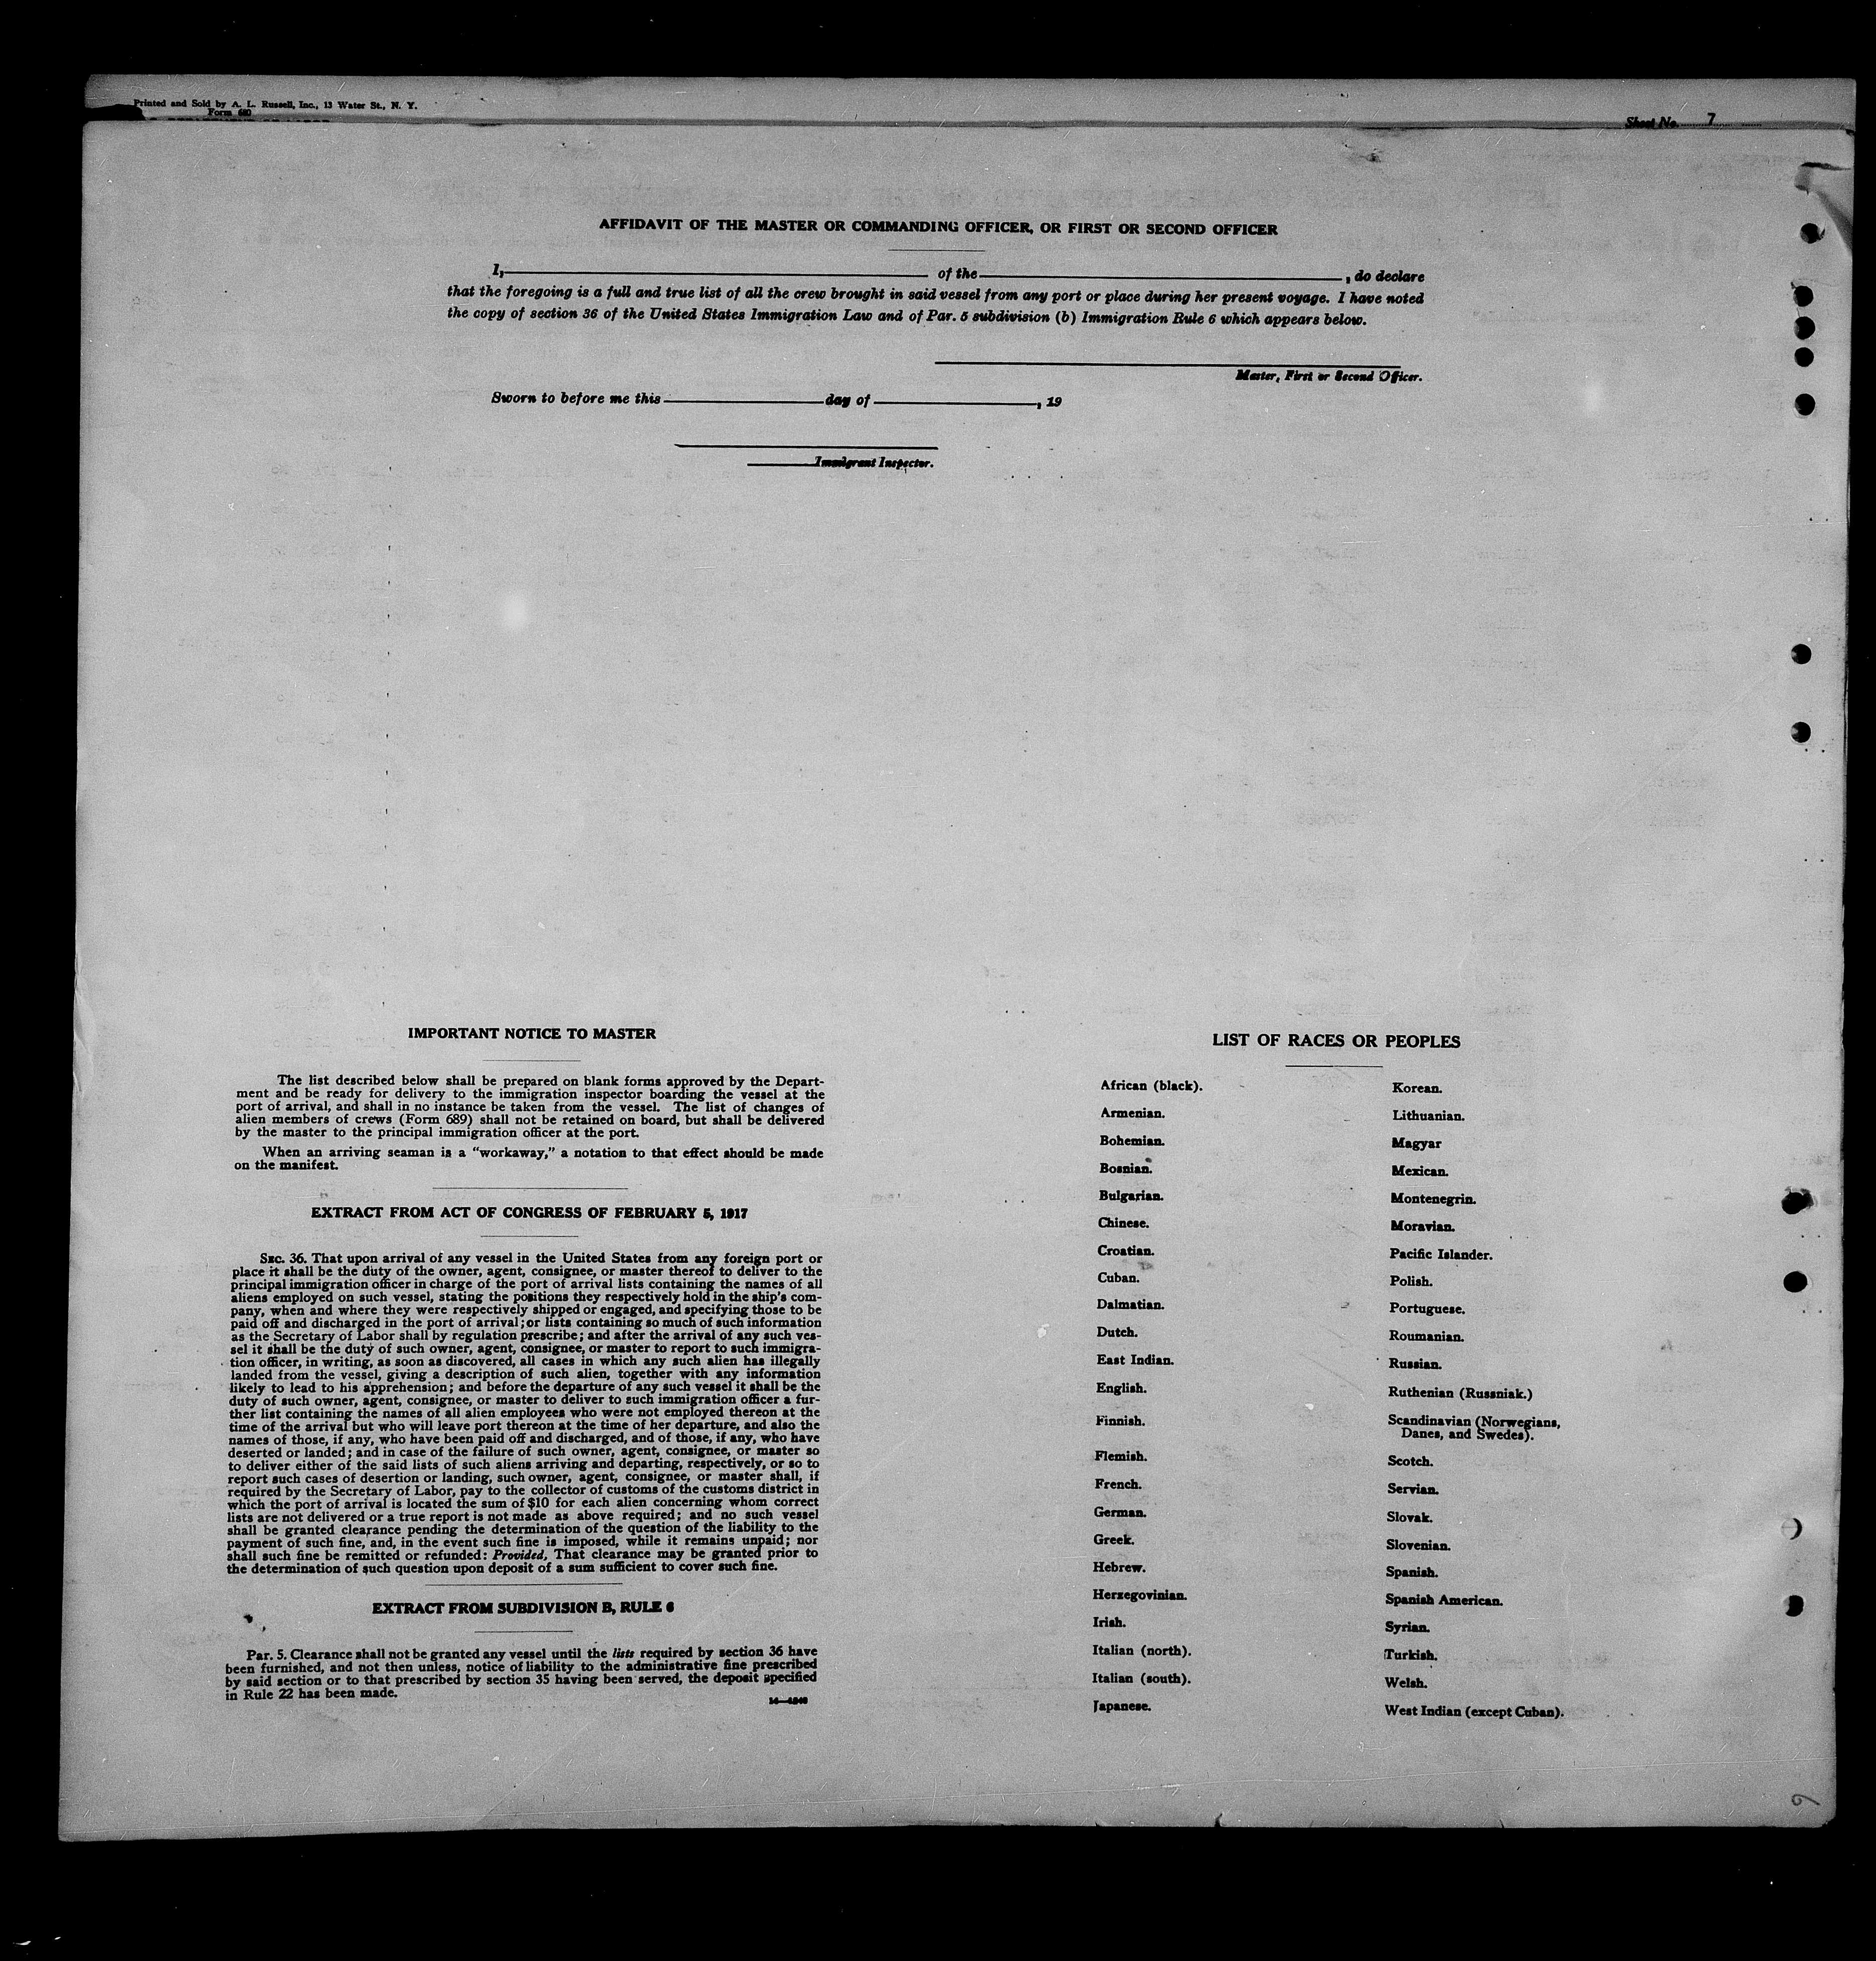 Printed and Sold by A. L. Russell, Inc., 13 Water St., N. Y.
Form 680
Sheet No. 7
AFFIDAVIT OF THE MASTER OR COMMANDING OFFICER, OR FIRST OR SECOND OFFICER
I, of the , do declare
that the foregoing is a full and true list of all the crew brought in said vessel from any port or place during her present voyage. I have noted
the copy of section 36 of the United States Immigration Law and of Par. 5 subdivision (b) Immigration Rule 6 which appears below.
Master, First or Second Officer.
Sworn to before me this day of , 19
Immigrant Inspector.
IMPORTANT NOTICE TO MASTER
The list described below shall be prepared on blank forms approved by the Depart-
ment and be ready for delivery to the immigration inspector boarding the vessel at the
port of arrival, and shall in no instance be taken from the vessel. The list of changes of
alien members of crews (Form 689) shall not be retained on board, but shall be delivered
by the master to the principal immigration officer at the port.
When an arriving seaman is a "workaway," a notation to that effect should be made
on the manifest.
EXTRACT FROM ACT OF CONGRESS OF FEBRUARY 5, 1917
SEC. 36. That upon arrival of any vessel in the United States from any foreign port or
place it shall be the duty of the owner, agent, consignee, or master thereof to deliver to the
principal immigration officer in charge of the port of arrival lists containing the names of all
aliens employed on such vessel, stating the positions they respectively hold in the ship's com-
pany, when and where they were respectively shipped or engaged, and specifying those to be
paid off and discharged in the port of arrival; or lists containing so much of such information
as the Secretary of Labor shall by regulation prescribe; and after the arrival of any such ves-
sel it shall be the duty of such owner, agent, consignee, or master to report to such immigra-
tion officer, in writing, as soon as discovered, all cases in which any such alien has illegally
landed from the vessel, giving a description of such alien, together with any information
likely to lead to his apprehension; and before the departure of any such vessel it shall be the
duty of such owner, agent, consignee, or master to deliver to such immigration officer a fur-
ther list containing the names of all alien employees who were not employed thereon at the
time of the arrival but who will leave port thereon at the time of her departure, and also the
names of those, if any, who have been paid off and discharged, and of those, if any, who have
deserted or landed; and in case of the failure of such owner, agent, consignee, or master so
to deliver either of the said lists of such aliens arriving and departing, respectively, or so to
report such cases of desertion or landing, such owner, agent, consignee, or master shall, if
required by the Secretary of Labor, pay to the collector of customs of the customs district in
which the port of arrival is located the sum of $10 for each alien concerning whom correct
lists are not delivered or a true report is not made as above required; and no such vessel
shall be granted clearance pending the determination of the question of the liability to the
payment of such fine, and, in the event such fine is imposed, while it remains unpaid; nor
shall such fine be remitted or refunded: Provided, That clearance may be granted prior to
the determination of such question upon deposit of a sum sufficient to cover such fine.
EXTRACT FROM SUBDIVISION B, RULE 6
Par. 5. Clearance shall not be granted any vessel until the lists required by section 36 have
been furnished, and not then unless, notice of liability to the administrative fine prescribed
by said section or to that prescribed by section 35 having been served, the deposit specified
in Rule 22 has been made.
LIST OF RACES OR PEOPLES
African (black).
Armenian.
Bohemian.
Bosnian.
Bulgarian.
Chinese.
Croatian.
Cuban.
Dalmatian.
Dutch.
East Indian.
English.
Finnish.
Flemish.
French.
German.
Greek.
Hebrew.
Herzegovinian.
Irish.
Italian (north).
Italian (south).
Japanese.
Korean.
Lithuanian.
Magyar
Mexican.
Montenegrin.
Moravian.
Pacific Islander.
Polish.
Portuguese.
Roumanian.
Russian.
Ruthenian (Russniak.)
Scandinavian (Norwegians,
Danes, and Swedes).
Scotch.
Servian.
Slovak.
Slovenian.
Spanish.
Spanish American.
Syrian.
Turkish.
Welsh.
West Indian (except Cuban).